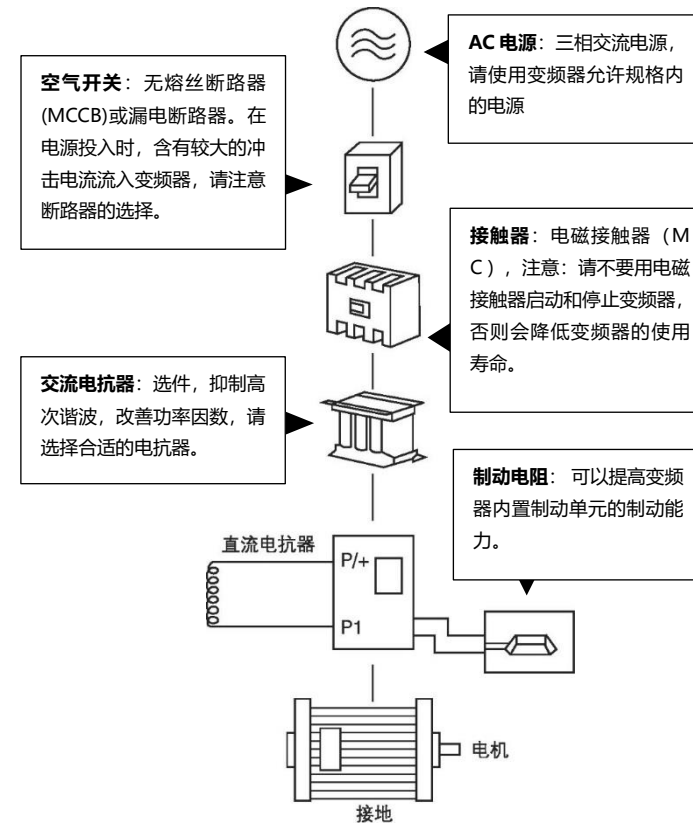 AC 电源：三相交流电源，
请使用变频器允许规格内
的电源
空气开关：无熔丝断路器
(MCCB)或漏电断路器。在
电源投入时，含有较大的冲
击电流流入变频器，请注意
断路器的选择。
接触器：电磁接触器（M
C），注意：请不要用电磁
接触器启动和停止变频器，
否则会降低变频器的使用
寿命。
交流电抗器：选件，抑制高
次谐波，改善功率因数，请
选择合适的电抗器。
制动电阻： 可以提高变频
器内置制动单元的制动能
力。
直流电抗器
P/+
P1
电机
接地